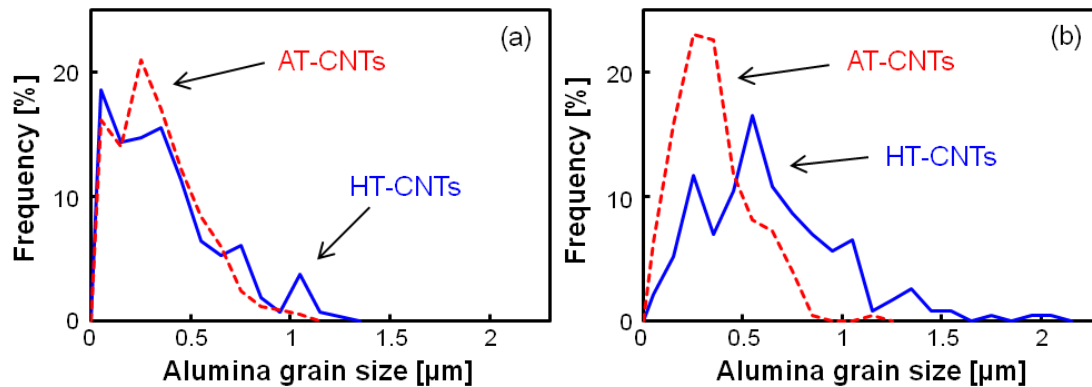 (a)
AT-CNTs
HT-CNTs
Frequency [%]
20
10
0
0
0.5
1
1.5
2
Alumina grain size [μm]
(b)
AT-CNTs
HT-CNTs
Frequency [%]
20
10
0
0
0.5
1
1.5
2
Alumina grain size [μm]